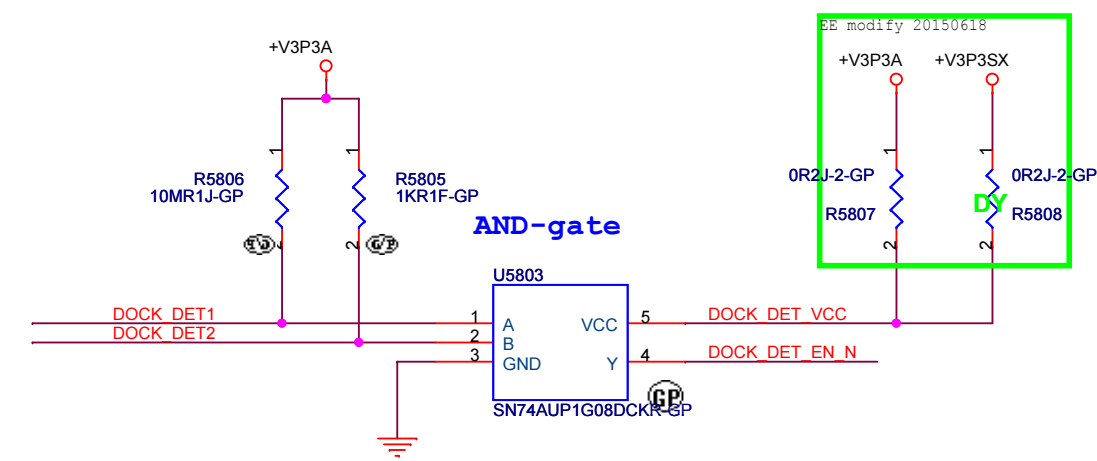 EE modify 20150618
+V3P3A
+V3P3A
+V3P3SX
1
1
1
1
R5806
10MR1J-GP
R5805
1KR1F-GP
0R2J-2-GP
R5807
0R2J-2-GP
DY
R5808
2
2
G/P
2
2
AND-gate
U5803
DOCK_DET1
DOCK_DET2
1
2
3
A
B
GND
VCC
Y
5
4
DOCK_DET_VCC
DOCK_DET_EN_N
GP
SN74AUP1G08DCKR-GP